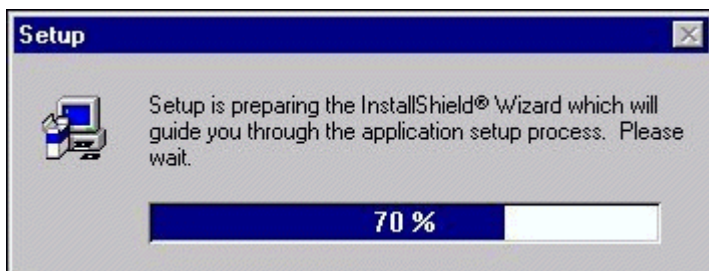 Setup
Setup is preparing the InstallShield® Wizard which will
guide you through the application setup process.  Please
wait.
70 %